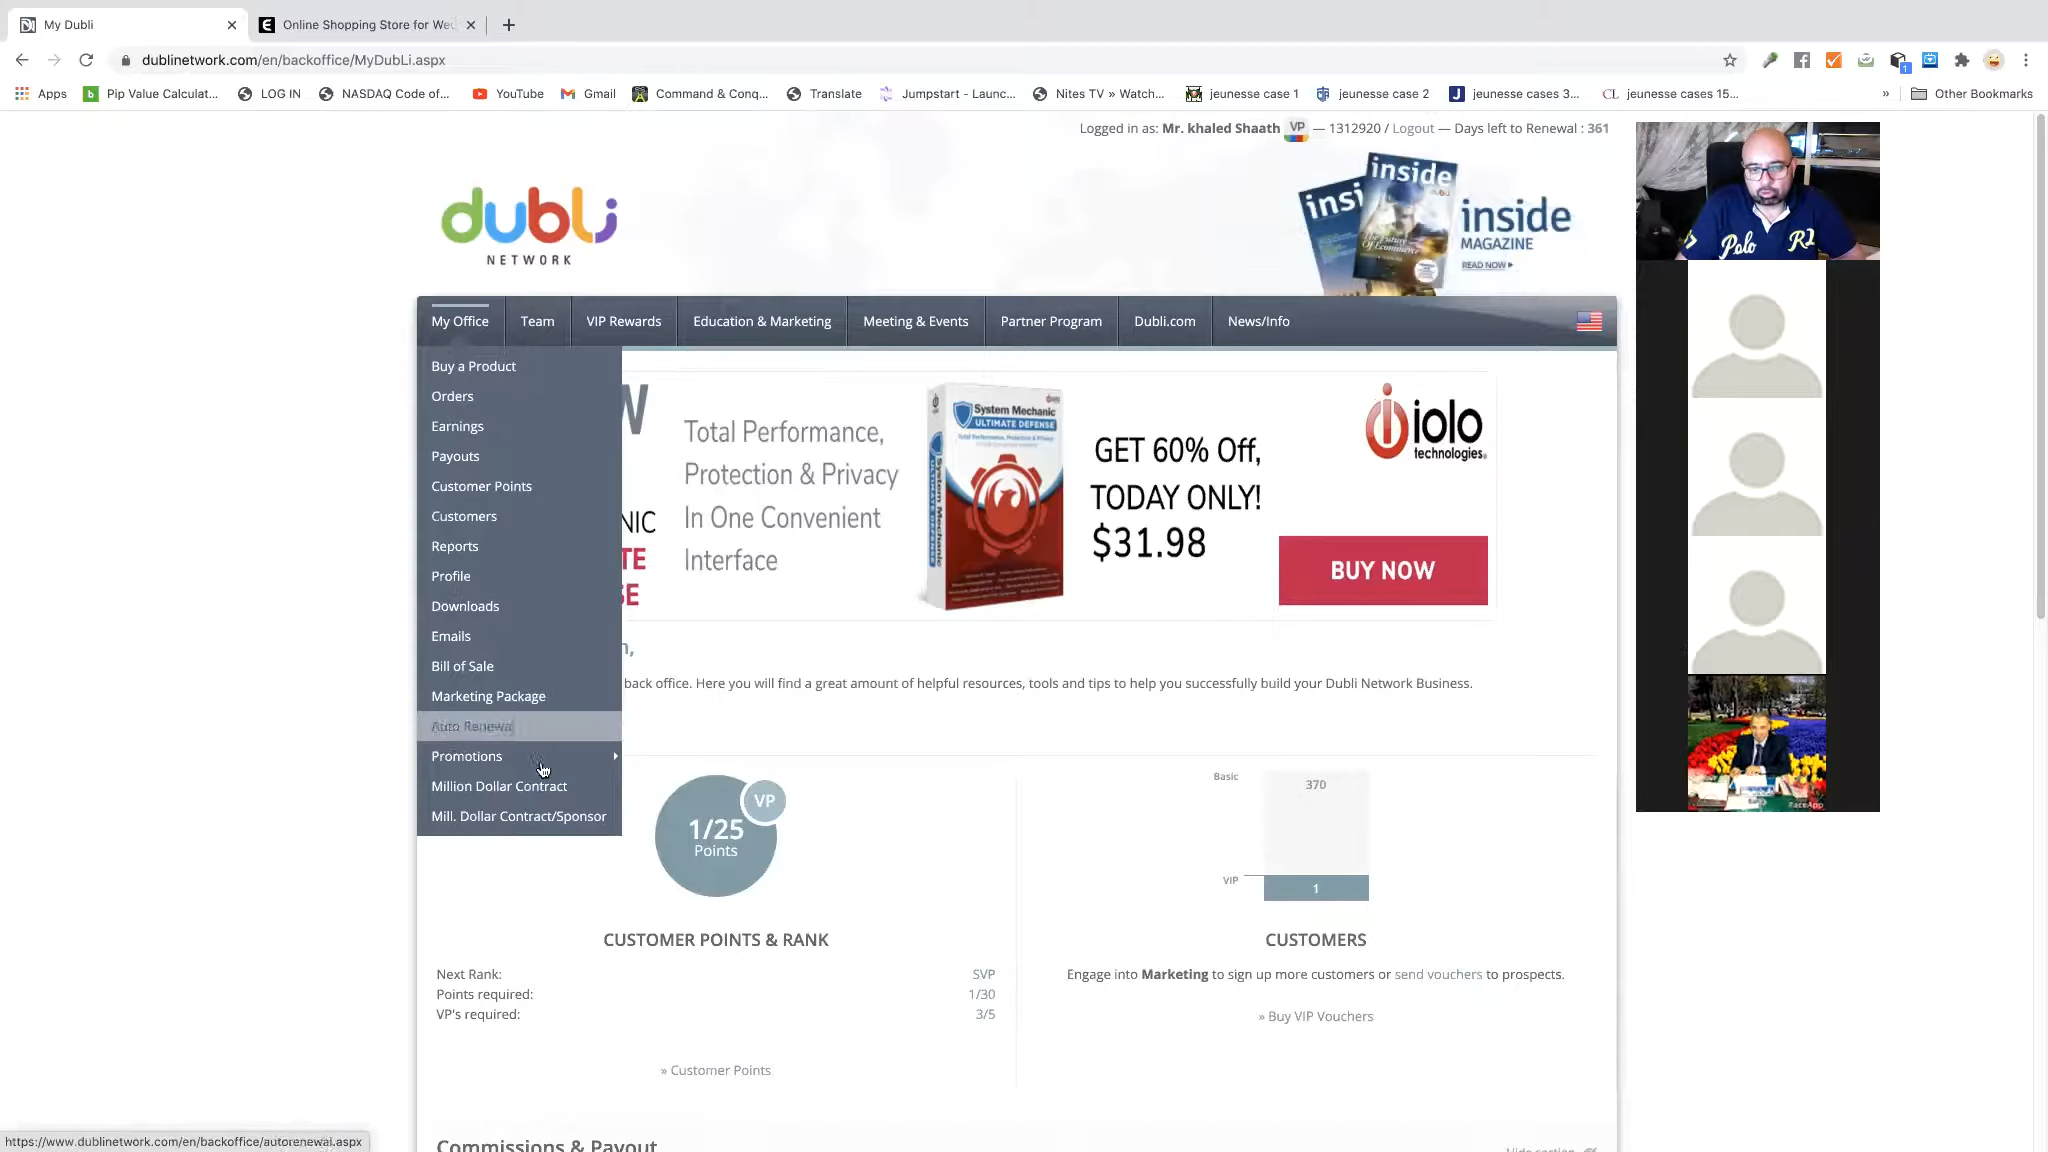 My Dubli
Online Shopping Store for Wed
dublinetwork.com/en/backoffice/MyDubLi.aspx
Apps
Pip Value Calculat...
LOG IN
NASDAQ Code of...
YouTube
Gmail
Command & Conq...
Translate
Jumpstart - Launc...
Nites TV » Watch...
jeunesse case 1
jeunesse case 2
jeunesse cases 3...
CL jeunesse cases 15...
» Other Bookmarks
Logged in as: Mr. khaled Shaath VP — 1312920 / Logout — Days left to Renewal : 361
dubli
NETWORK
inside
inside
MAGAZINE
READ NOW
My Office
Team
VIP Rewards
Education & Marketing
Meeting & Events
Partner Program
Dubli.com
News/Info
Buy a Product
Orders
Earnings
Payouts
Customer Points
Customers
Reports
Profile
Downloads
Emails
Bill of Sale
Marketing Package
Auto Renewal
Promotions
Million Dollar Contract
Mill. Dollar Contract/Sponsor
W
NIC
TE
SE
Total Performance,
Protection & Privacy
In One Convenient
Interface
iolo
System Mechanic
ULTIMATE DEFENSE
GET 60% Off,
TODAY ONLY!
$31.98
iolo
technologies.
BUY NOW
n,
back office. Here you will find a great amount of helpful resources, tools and tips to help you successfully build your Dubli Network Business.
VP
1/25
Points
Basic
370
VIP
1
CUSTOMER POINTS & RANK
Next Rank: SVP
Points required: 1/30
VP's required: 3/5
» Customer Points
CUSTOMERS
Engage into Marketing to sign up more customers or send vouchers to prospects.
» Buy VIP Vouchers
Commissions & Payout
Hide section
https://www.dublinetwork.com/en/backoffice/autorenewal.aspx
Polo
FaceApp